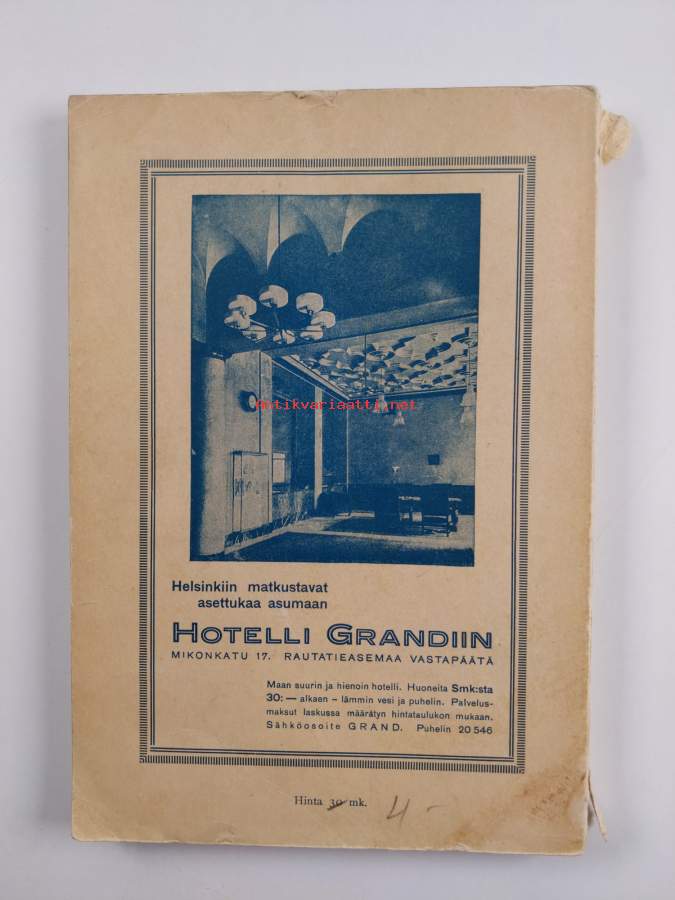 Antikvariaatti.net
Helsinkiin matkustavat
asettukaa asumaan
HOTELLI GRANDIIN
MIKONKATU 17. RAUTATIEASEMAA VASTAPÄÄTÄ
Maan suurin ja hienoin hotelli. Huoneita Smk:sta
30: — alkaen – lämmin vesi ja puhelin. Palvelus-
maksut laskussa määrätyn hintataulukon mukaan.
Sähköosoite GRAND. Puhelin 20 546
Hinta 30 mk. 4 -